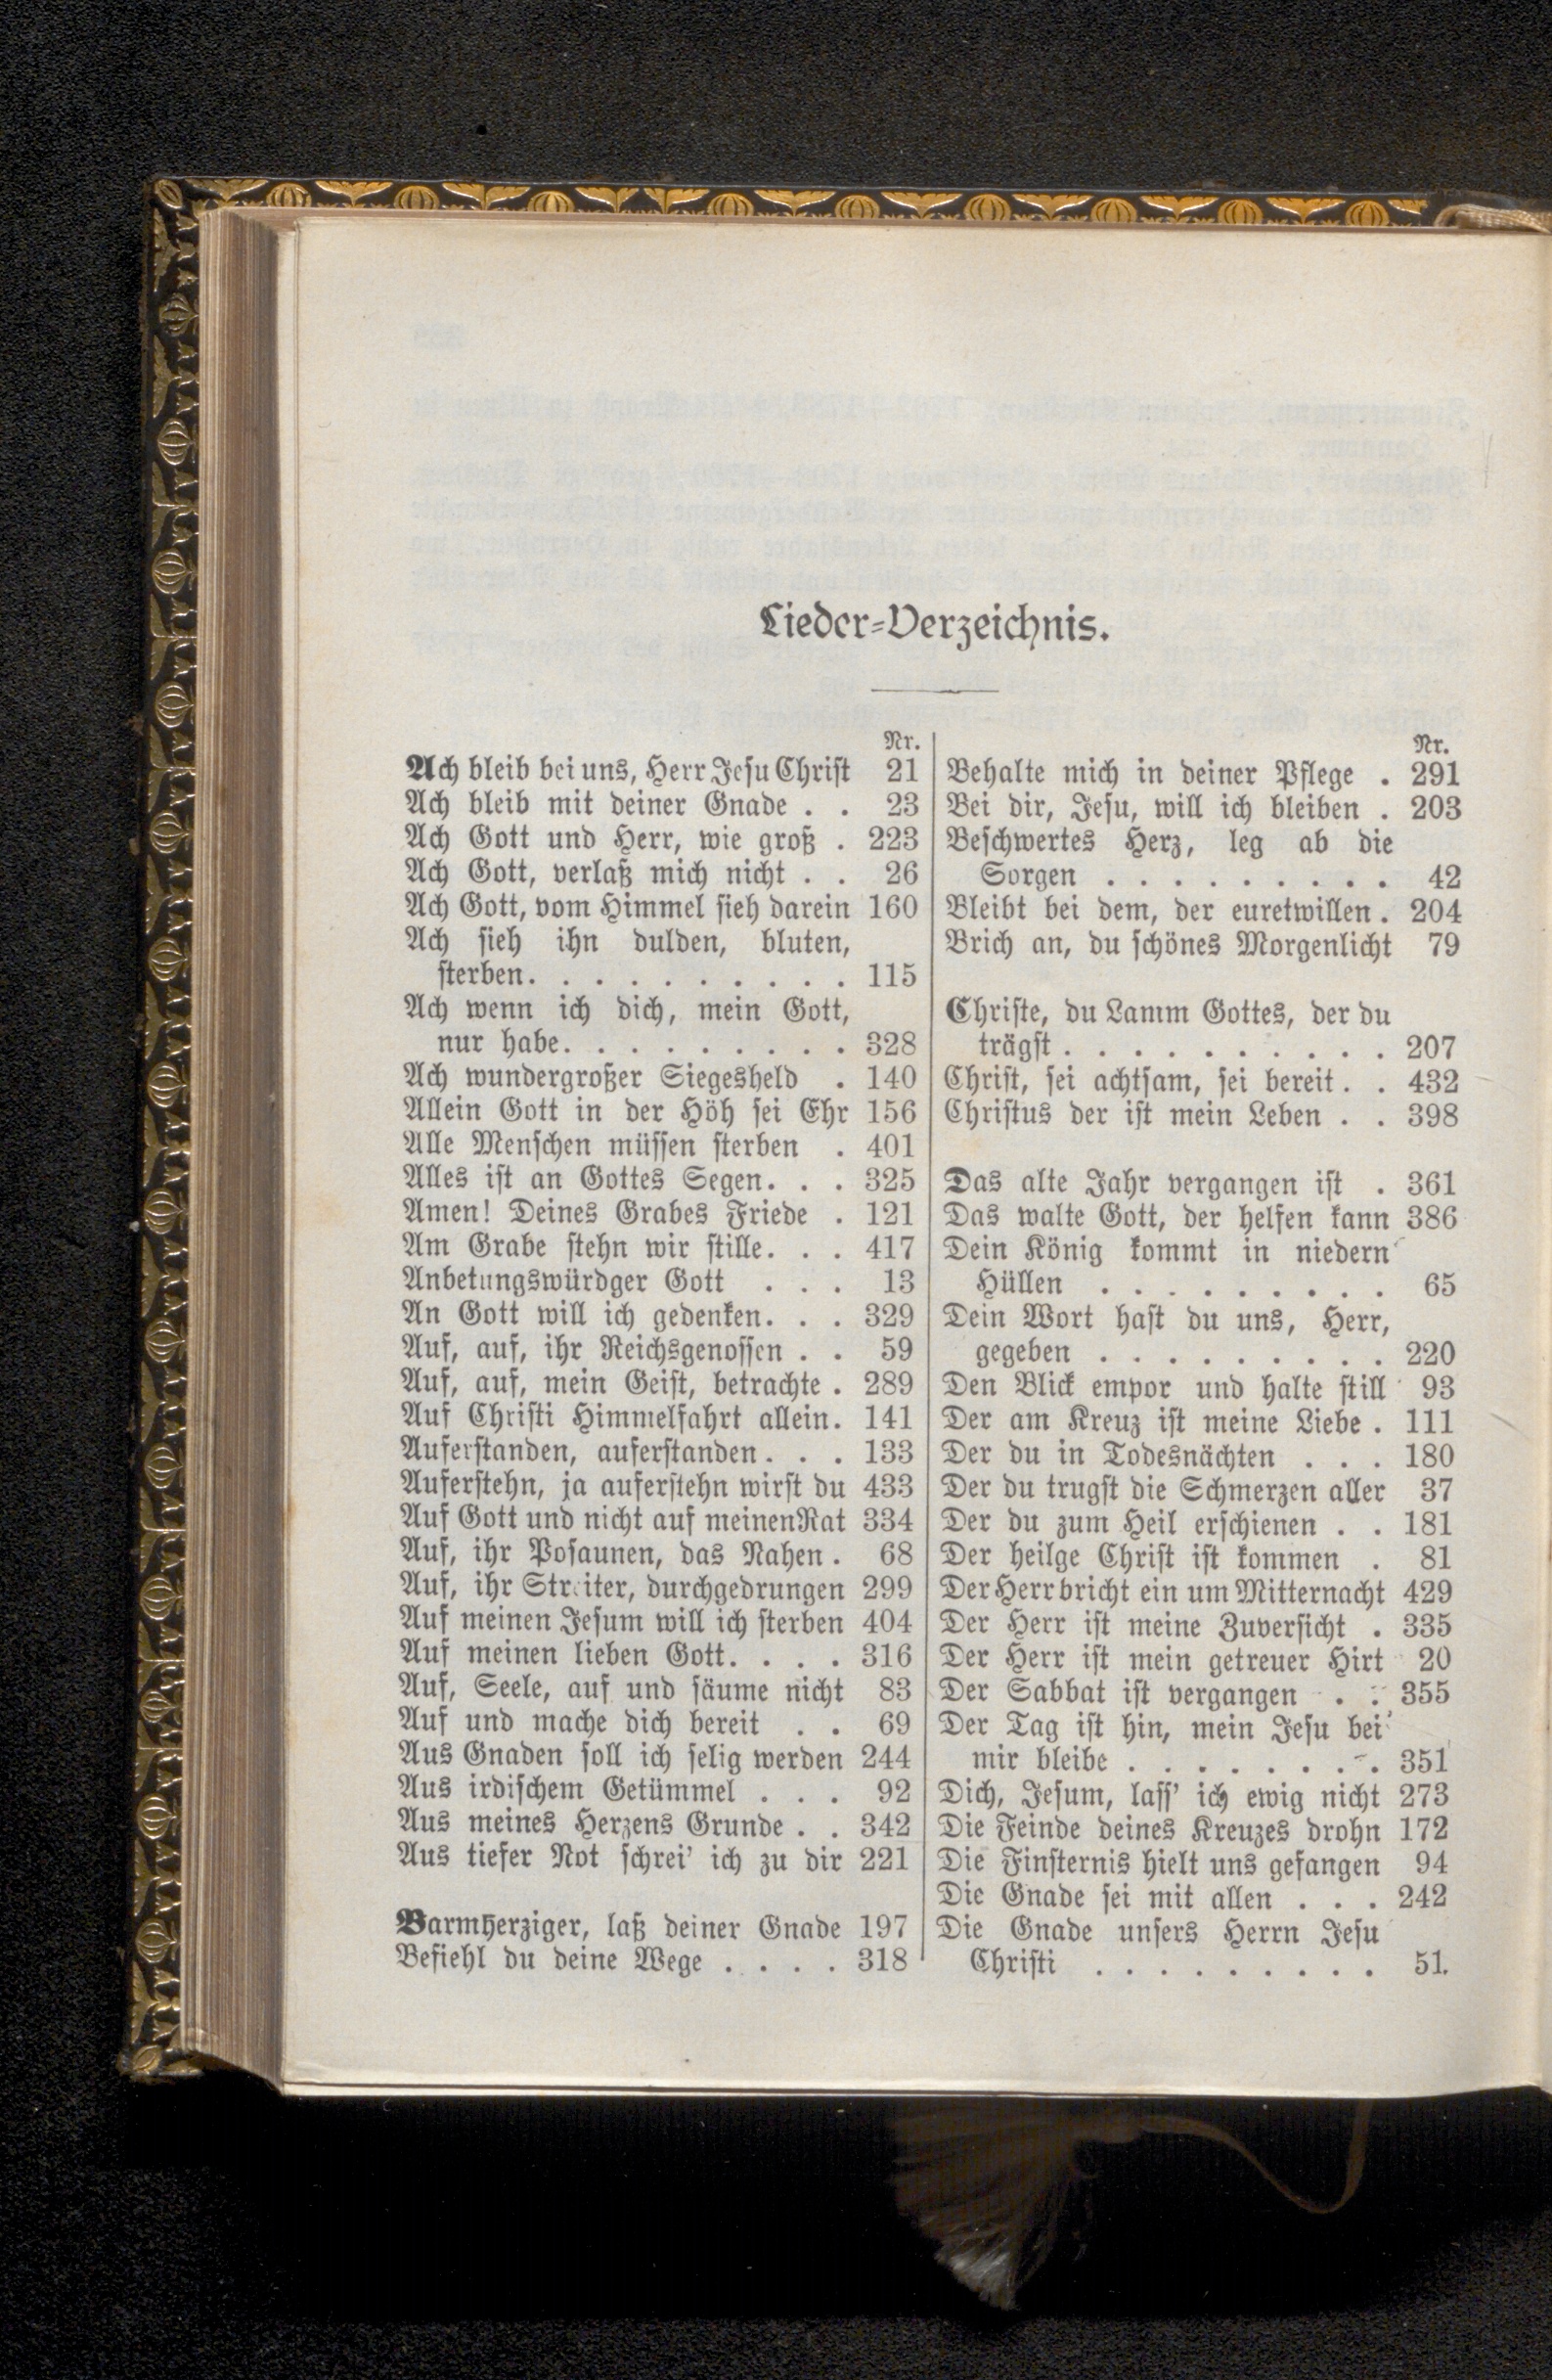 Lieder-Verzeichnis.
Nr.
Ach bleib bei uns, Herr Jesu Christ 21
Ach bleib mit deiner Gnade . . 23
Ach Gott und Herr, wie groß . 223
Ach Gott, verlaß mich nicht . . 26
Ach Gott, vom Himmel sieh darein 160
Ach sieh ihn dulden, bluten,
sterben. . . . . . . . . . 115
Ach wenn ich dich, mein Gott,
nur habe. . . . . . . . . 328
Ach wundergroßer Siegesheld . 140
Allein Gott in der Höh sei Ehr 156
Alle Menschen müssen sterben . 401
Alles ist an Gottes Segen. . . 325
Amen! Deines Grabes Friede . 121
Am Grabe stehn wir stille. . . 417
Anbetungswürdger Gott . . . 13
An Gott will ich gedenken. . . 329
Auf, auf, ihr Reichsgenossen . . 59
Auf, auf, mein Geist, betrachte . 289
Auf Christi Himmelfahrt allein. 141
Auferstanden, auferstanden . . . 133
Auferstehn, ja auferstehn wirst du 433
Auf Gott und nicht auf meinen Rat 334
Auf, ihr Posaunen, das Nahen . 68
Auf, ihr Streiter, durchgedrungen 299
Auf meinen Jesum will ich sterben 404
Auf meinen lieben Gott. . . . 316
Auf, Seele, auf und säume nicht 83
Auf und mache dich bereit . . 69
Aus Gnaden soll ich selig werden 244
Aus irdischem Getümmel . . . 92
Aus meines Herzens Grunde . . 342
Aus tiefer Not schrei' ich zu dir 221
Barmherziger, laß deiner Gnade 197
Befiehl du deine Wege . . . . 318
Nr.
Behalte mich in deiner Pflege . 291
Bei dir, Jesu, will ich bleiben . 203
Beschwertes Herz, leg ab die
Sorgen . . . . . . . . . 42
Bleibt bei dem, der euretwillen . 204
Brich an, du schönes Morgenlicht 79
Christe, du Lamm Gottes, der du
trägst . . . . . . . . . . 207
Christ, sei achtsam, sei bereit . . 432
Christus der ist mein Leben . . 398
Das alte Jahr vergangen ist . 361
Das walte Gott, der helfen kann 386
Dein König kommt in niedern
Hüllen . . . . . . . . . 65
Dein Wort hast du uns, Herr,
gegeben . . . . . . . . . 220
Den Blick empor und halte still 93
Der am Kreuz ist meine Liebe . 111
Der du in Todesnächten . . . 180
Der du trugst die Schmerzen aller 37
Der du zum Heil erschienen . . 181
Der heilge Christ ist kommen . 81
Der Herr bricht ein um Mitternacht 429
Der Herr ist meine Zuversicht . 335
Der Herr ist mein getreuer Hirt 20
Der Sabbat ist vergangen . . 355
Der Tag ist hin, mein Jesu bei
mir bleibe . . . . . . . . 351
Dich, Jesum, lass' ich ewig nicht 273
Die Feinde deines Kreuzes drohn 172
Die Finsternis hielt uns gefangen 94
Die Gnade sei mit allen . . . 242
Die Gnade unsers Herrn Jesu
Christi . . . . . . . . . 51.